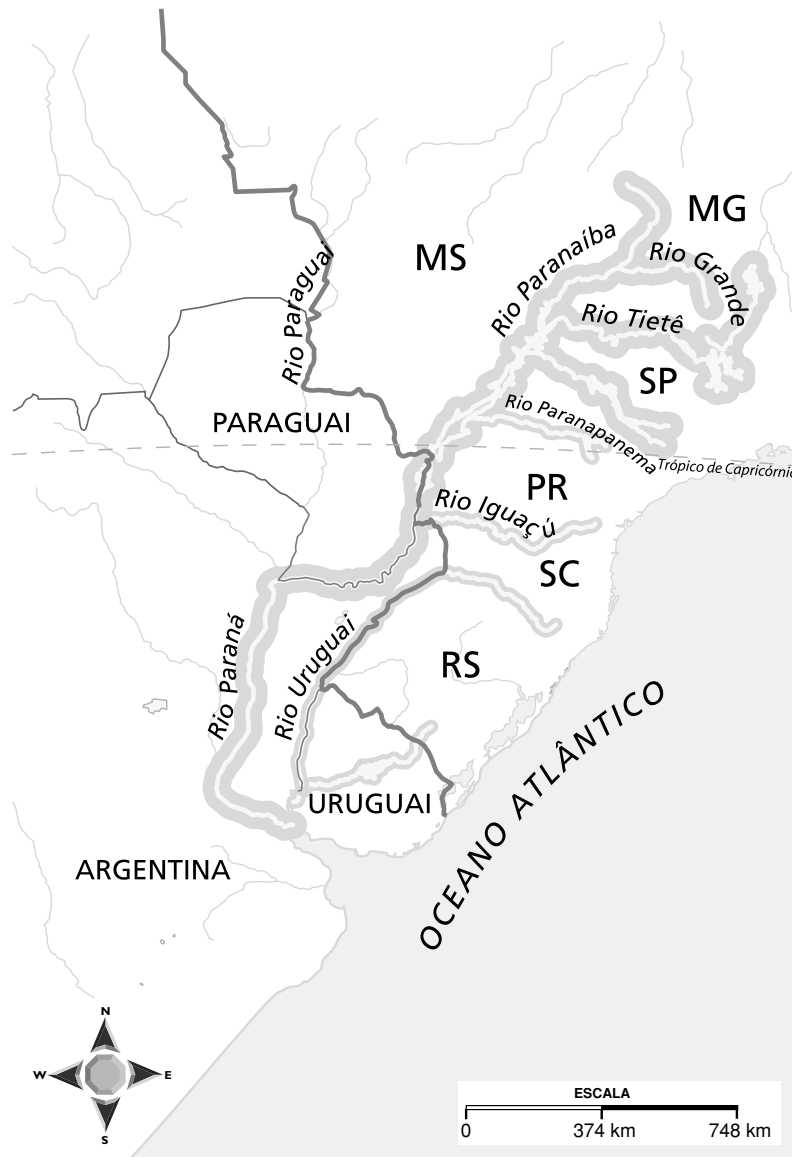 MG
Rio Paranaíba
MS
Rio Grande
Rio Paraguai
Rio Tietê
SP
Rio Paranapanema
PARAGUAI
Trópico de Capricórnio
PR
Rio Iguaçú
SC
Rio Paraná
Rio Uruguai
RS
OCEANO ATLÂNTICO
URUGUAI
ARGENTINA
N
W
E
S
ESCALA
0
374 km
748 km